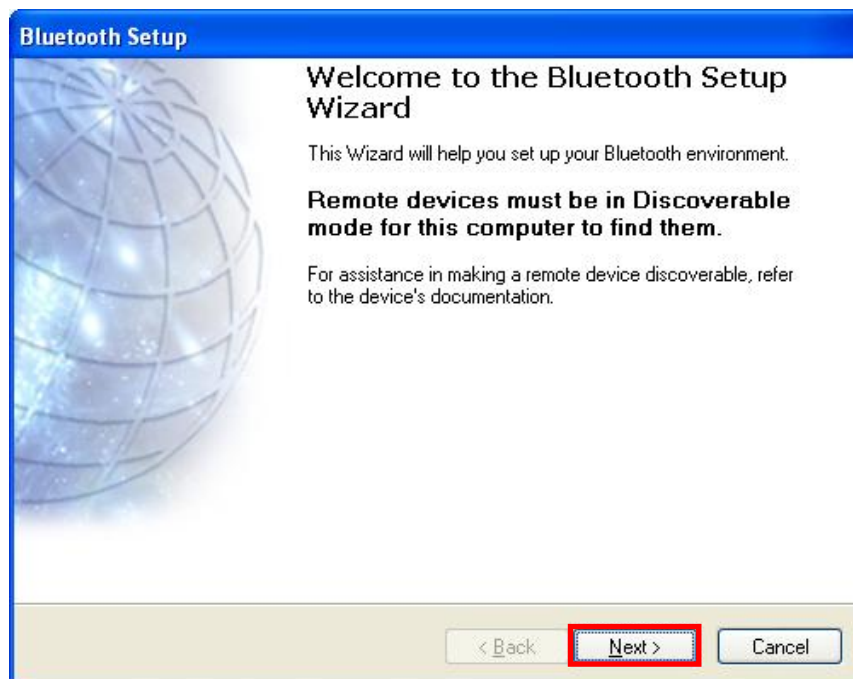 Bluetooth Setup
Welcome to the Bluetooth Setup
Wizard
This Wizard will help you set up your Bluetooth environment.
Remote devices must be in Discoverable
mode for this computer to find them.
For assistance in making a remote device discoverable, refer
to the device's documentation.
< Back
Next >
Cancel